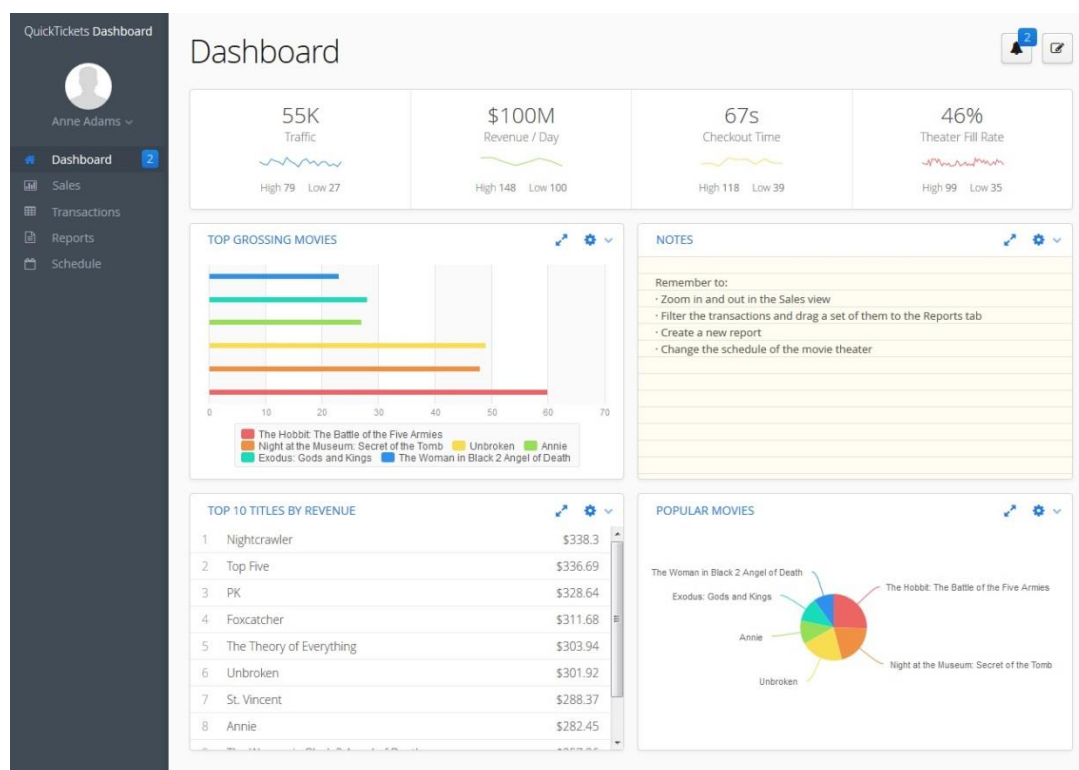 QuickTickets Dashboard
Anne Adams
Dashboard 2
Sales
Transactions
Reports
Schedule
Dashboard
2
55K
Traffic
High 79 Low 27
$100M
Revenue / Day
High 148 Low 100
67s
Checkout Time
High 118 Low 39
46%
Theater Fill Rate
High 99 Low 35
TOP GROSSING MOVIES
0 10 20 30 40 50 60 70
The Hobbit: The Battle of the Five Armies
Night at the Museum: Secret of the Tomb Unbroken Annie
Exodus: Gods and Kings The Woman in Black 2 Angel of Death
NOTES
Remember to:
· Zoom in and out in the Sales view
· Filter the transactions and drag a set of them to the Reports tab
· Create a new report
· Change the schedule of the movie theater
TOP 10 TITLES BY REVENUE
1 Nightcrawler $338.3
2 Top Five $336.69
3 PK $328.64
4 Foxcatcher $311.68
5 The Theory of Everything $303.94
6 Unbroken $301.92
7 St. Vincent $288.37
8 Annie $282.45
POPULAR MOVIES
The Woman in Black 2 Angel of Death
The Hobbit: The Battle of the Five Armies
Exodus: Gods and Kings
Annie
Night at the Museum: Secret of the Tomb
Unbroken